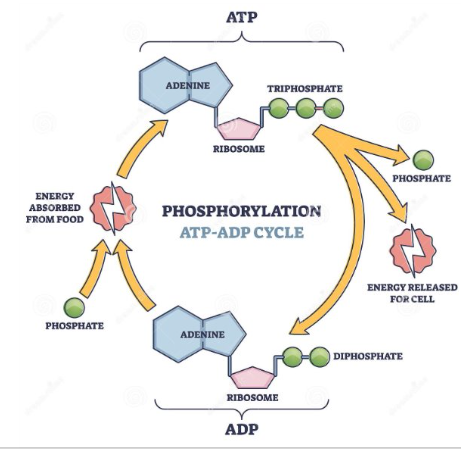 ATP
ADENINE
TRIPHOSPHATE
RIBOSOME
PHOSPHATE
ENERGY
ABSORBED
FROM FOOD
PHOSPHORYLATION
ATP-ADP CYCLE
ENERGY RELEASED
FOR CELL
PHOSPHATE
ADENINE
DIPHOSPHATE
RIBOSOME
ADP